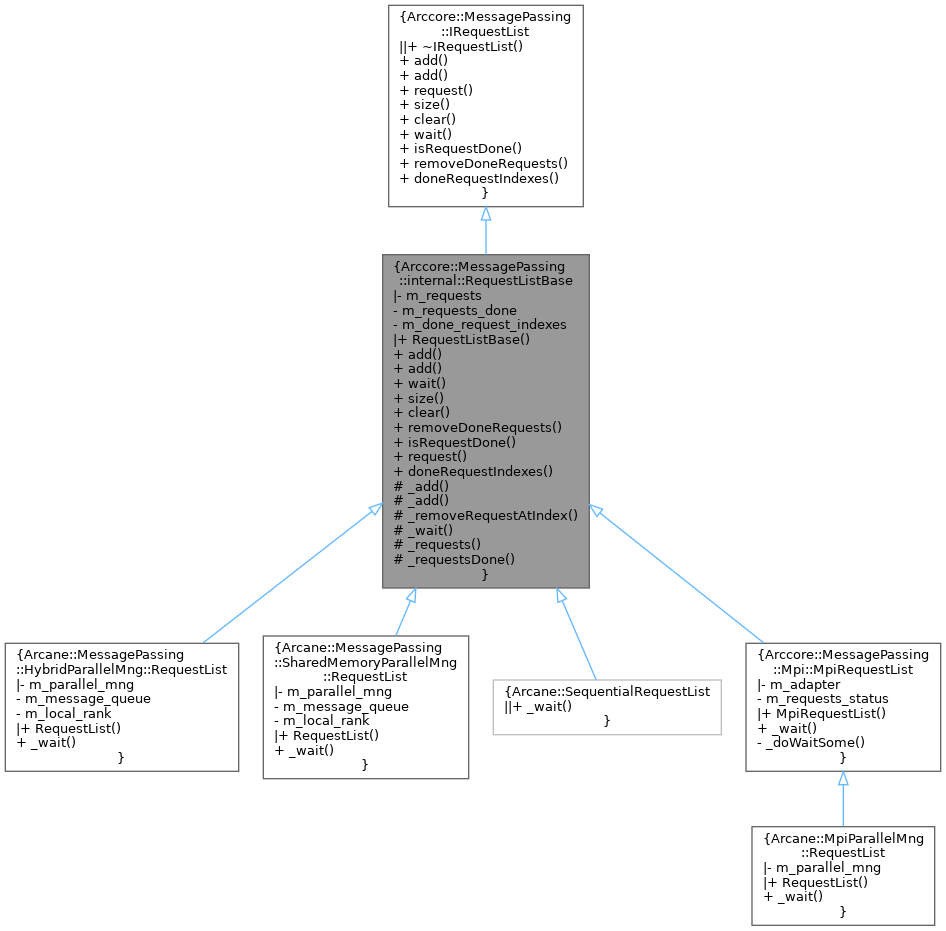 {Arccore::MessagePassing
::IRequestList
||+ ~IRequestList()
+ add()
+ add()
+ request()
+ size()
+ clear()
+ wait()
+ isRequestDone()
+ removeDoneRequests()
+ doneRequestIndexes()
}
{Arccore::MessagePassing
::internal::RequestListBase
|- m_requests
- m_requests_done
- m_done_request_indexes
|+ RequestListBase()
+ add()
+ add()
+ wait()
+ size()
+ clear()
+ removeDoneRequests()
+ isRequestDone()
+ request()
+ doneRequestIndexes()
# _add()
# _add()
# _removeRequestAtIndex()
# _wait()
# _requests()
# _requestsDone()
}
{Arcane::MessagePassing
::HybridParallelMng::RequestList
|- m_parallel_mng
- m_message_queue
- m_local_rank
|+ RequestList()
+ _wait()
}
{Arcane::MessagePassing
::SharedMemoryParallelMng
::RequestList
|- m_parallel_mng
- m_message_queue
- m_local_rank
|+ RequestList()
+ _wait()
}
{Arcane::SequentialRequestList
||+ _wait()
}
{Arccore::MessagePassing
::Mpi::MpiRequestList
|- m_adapter
- m_requests_status
|+ MpiRequestList()
+ _wait()
- _doWaitSome()
}
{Arcane::MpiParallelMng
::RequestList
|- m_parallel_mng
|+ RequestList()
+ _wait()
}